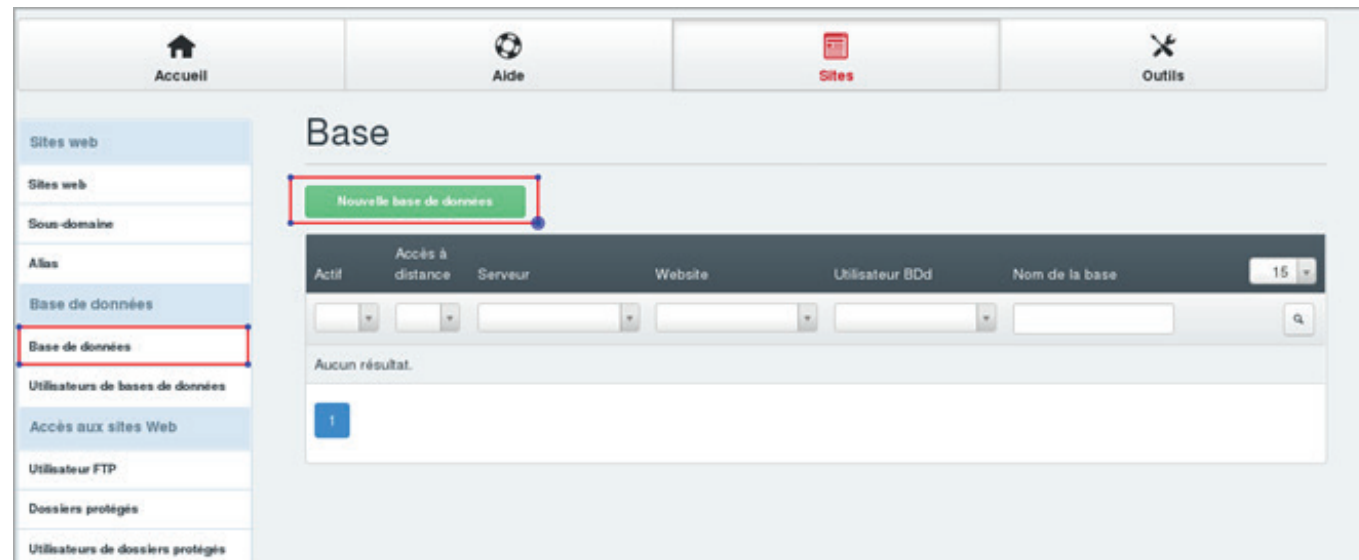 Accueil
Aide
Sites
Outils
Sites web
Sites web
Sous-domaine
Alias
Base de données
Base de données
Utilisateurs de bases de données
Accès aux sites Web
Utilisateur FTP
Dossiers protégés
Utilisateurs de dossiers protégés
Base
Nouvelle base de données
Actif
Accès à
distance
Serveur
Website
Utilisateur BDd
Nom de la base
15
Aucun résultat.
1